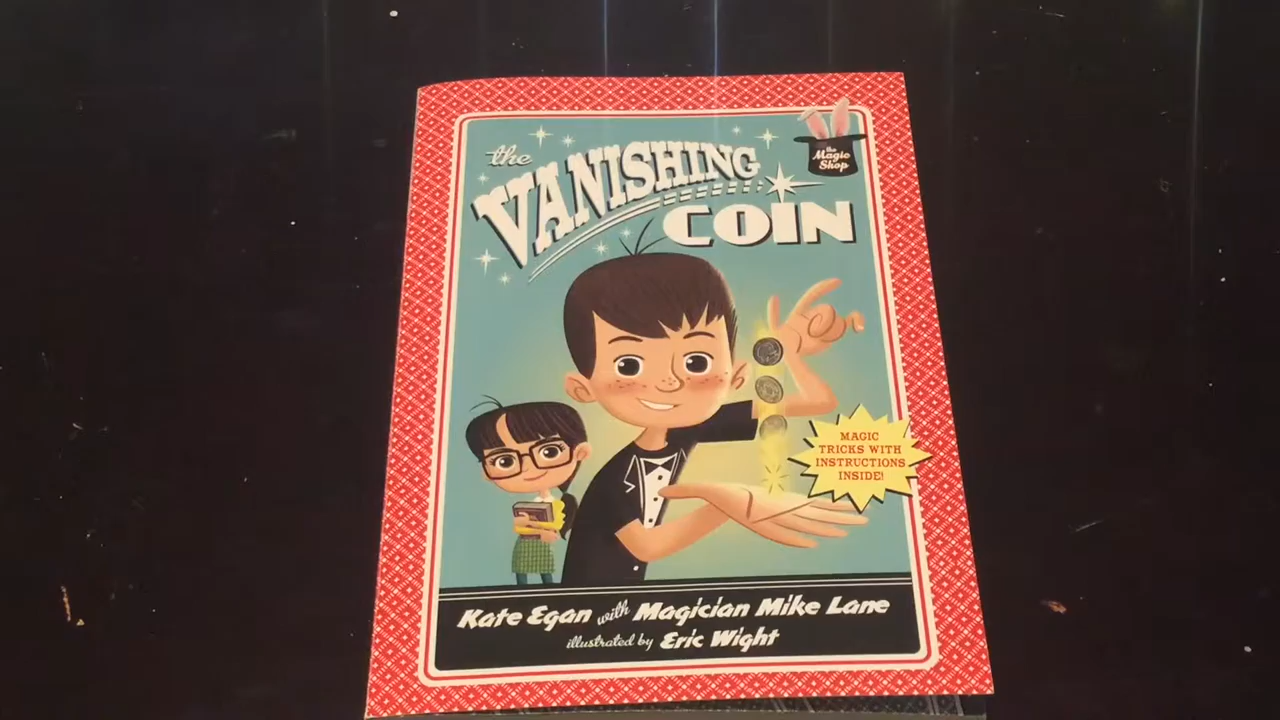 the
VANISHING
COIN
the
Magic
Shop
MAGIC
TRICKS WITH
INSTRUCTIONS
INSIDE!
Kate Egan with Magician Mike Lane
illustrated by Eric Wight